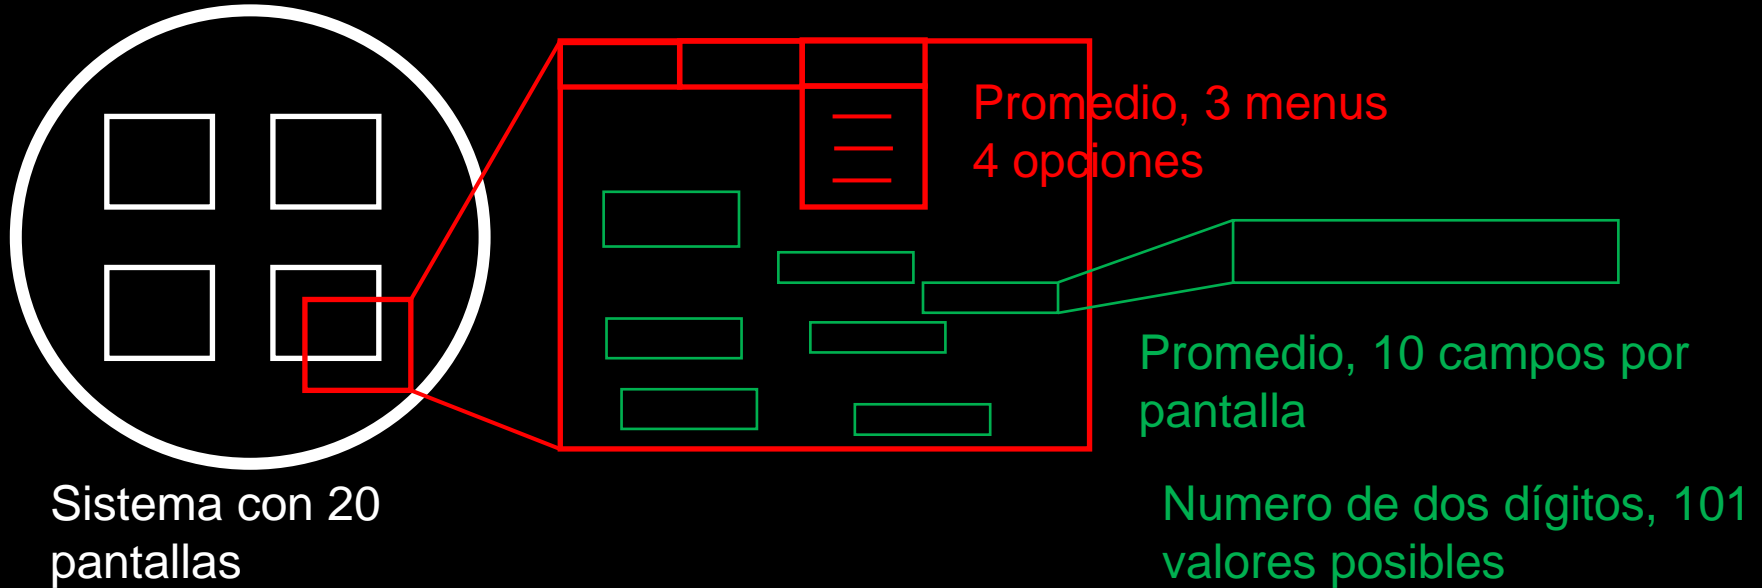 Promedio, 3 menus
4 opciones
Promedio, 10 campos por
pantalla
Sistema con 20
pantallas
Numero de dos dígitos, 101
valores posibles